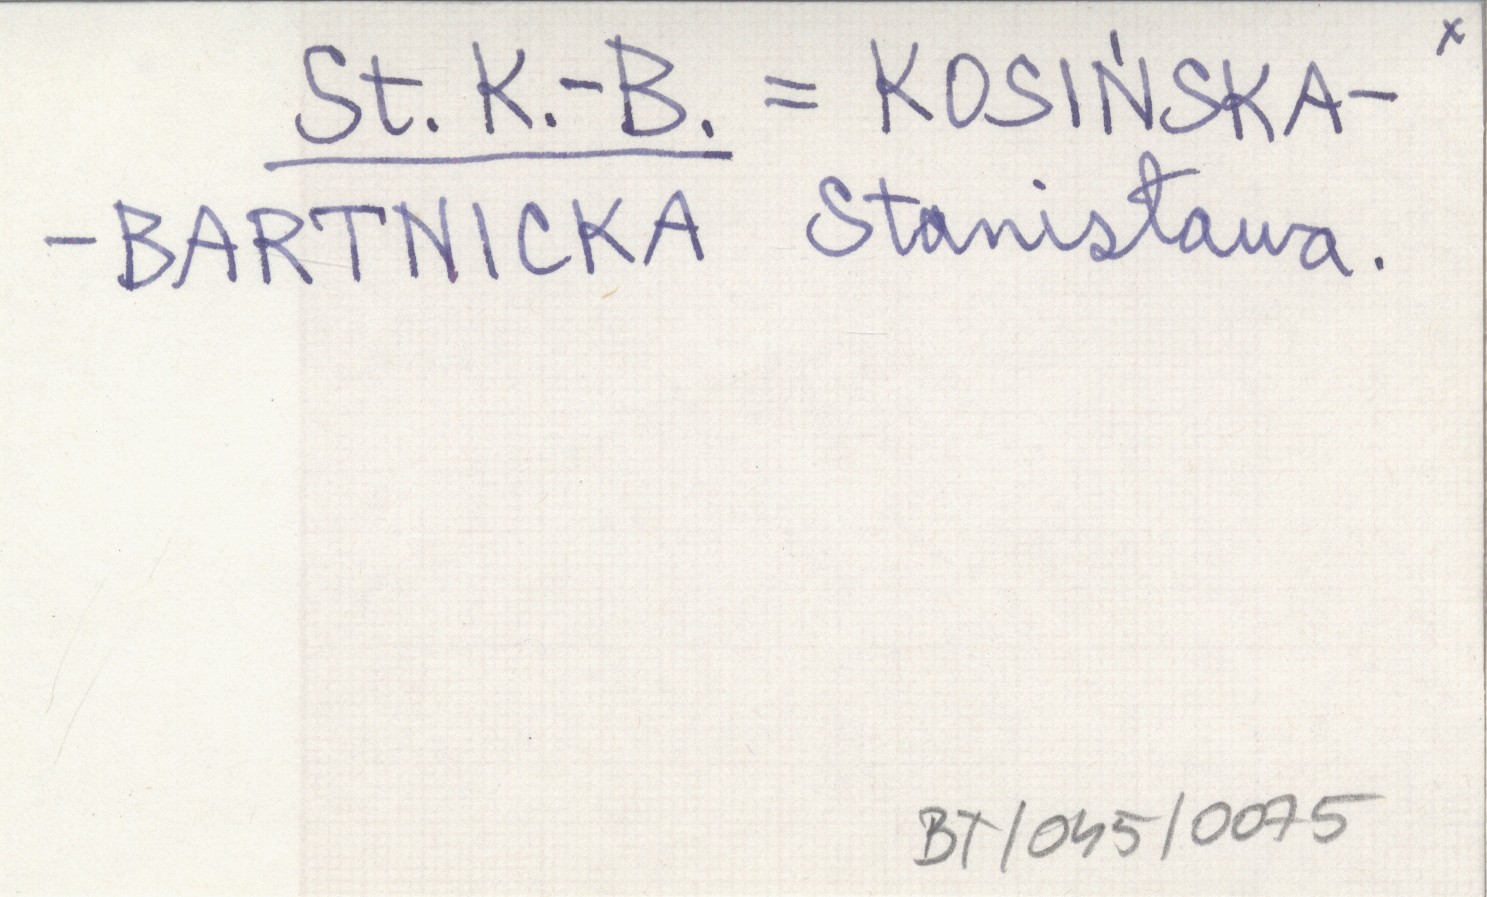 x
St. K.-B. = KOSIŃSKA-
-BARTNICKA Stanisława.
BT/045/0075